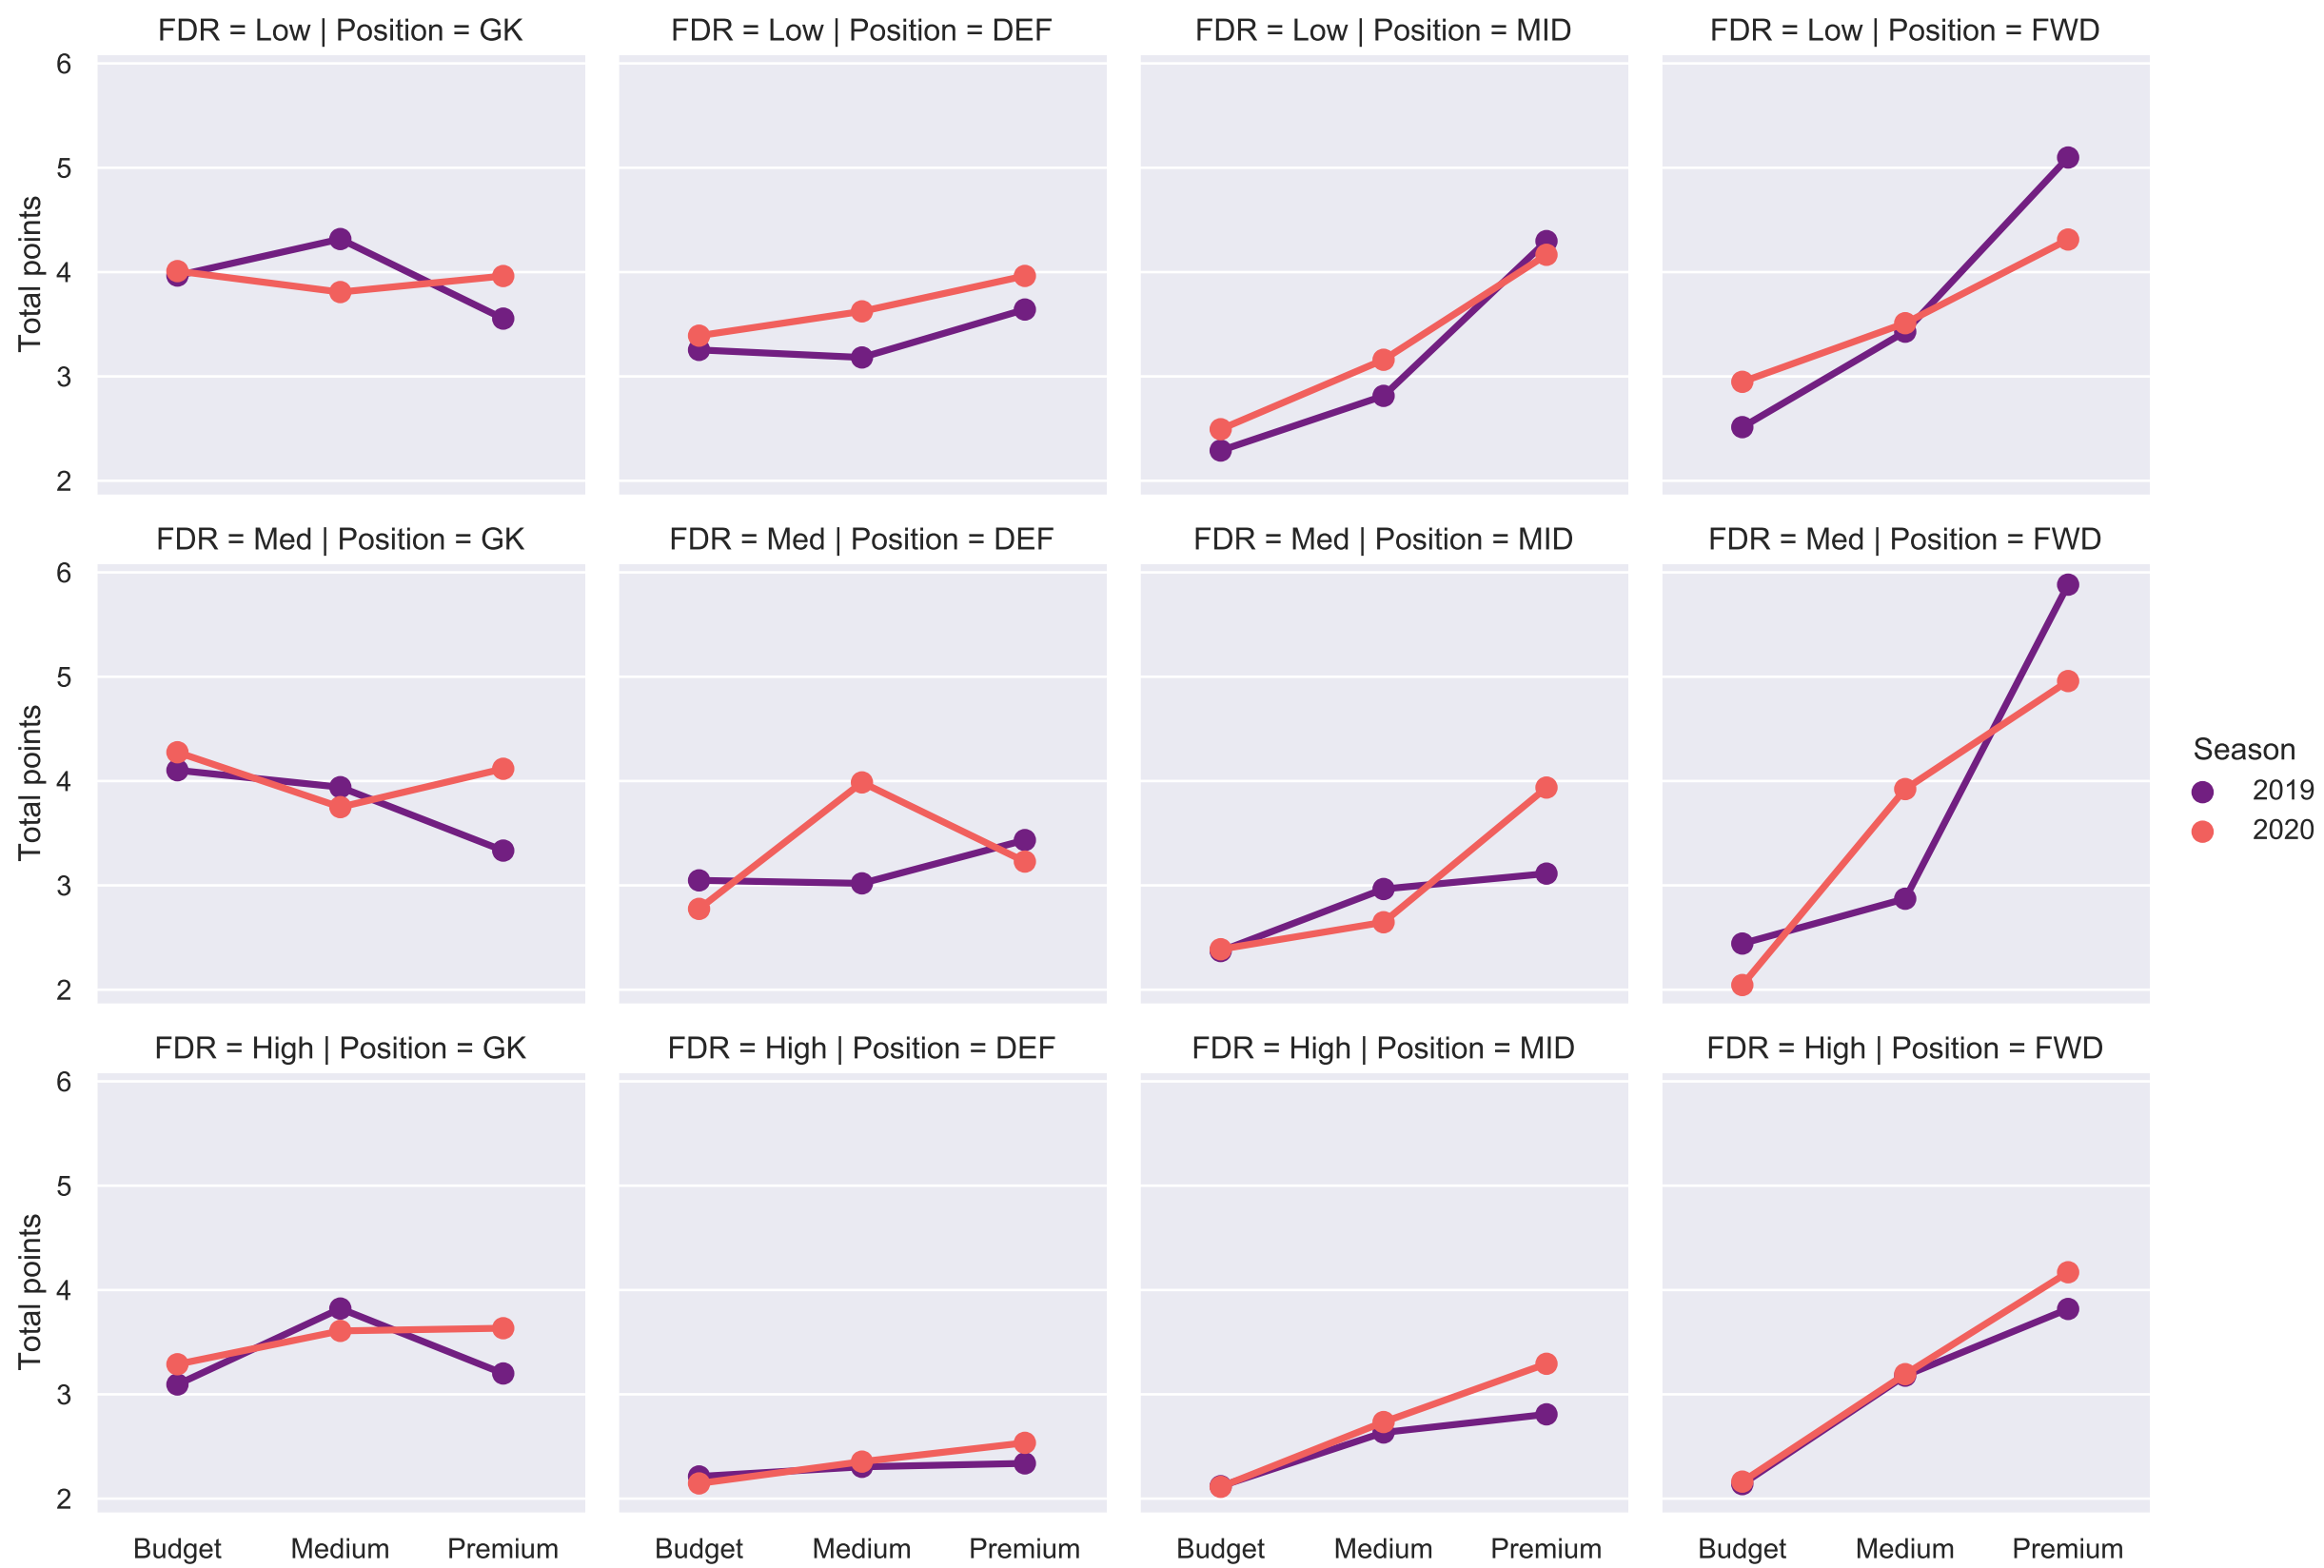 FDR = Low | Position = GK
FDR = Low | Position = DEF
FDR = Low | Position = MID
FDR = Low | Position = FWD
6
5
4
3
2
Total points
FDR = Med | Position = GK
FDR = Med | Position = DEF
FDR = Med | Position = MID
FDR = Med | Position = FWD
6
5
4
3
2
Total points
Season
2019
2020
FDR = High | Position = GK
FDR = High | Position = DEF
FDR = High | Position = MID
FDR = High | Position = FWD
6
5
4
3
2
Total points
Budget Medium Premium
Budget Medium Premium
Budget Medium Premium
Budget Medium Premium